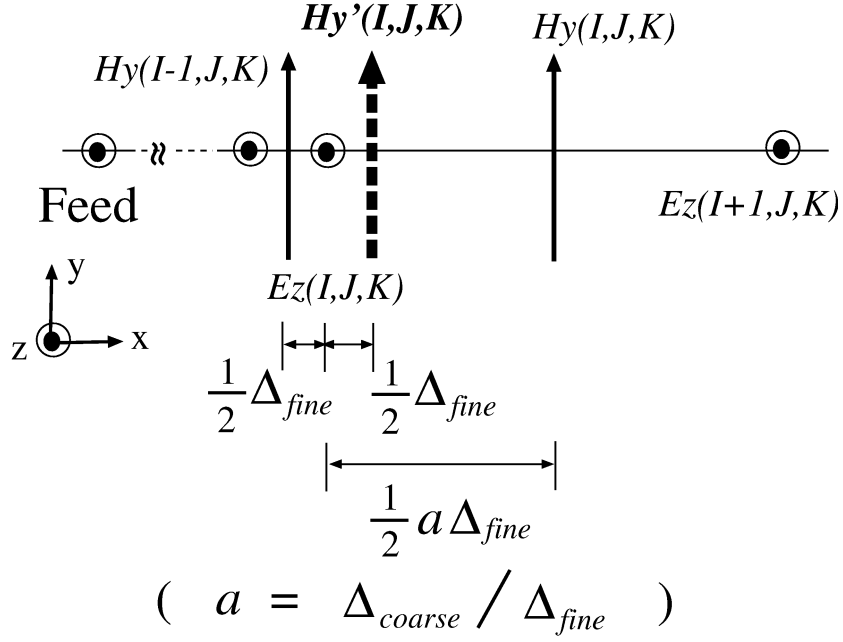 Hy’(I,J,K)
Hy(I-1,J,K)
Hy(I,J,K)
Feed
Ez(I+1,J,K)
y
z
x
Ez(I,J,K)
1/2 Δfine
1/2 Δfine
1/2 a Δfine
( a = Δcoarse / Δfine )